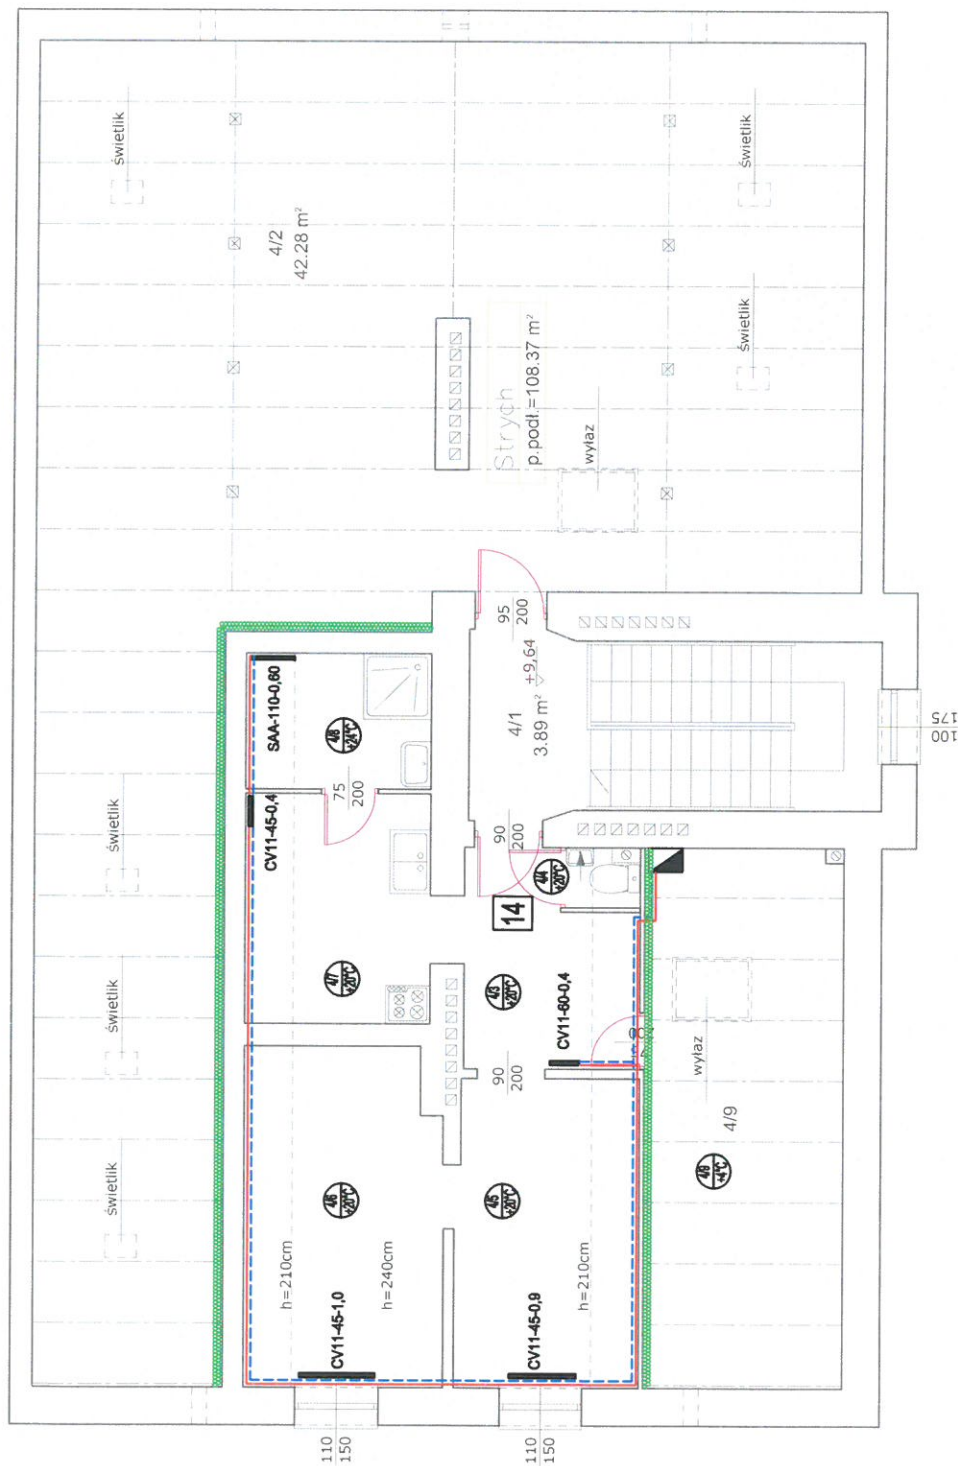 świetlik
świetlik
4/2
42.28 m²
świetlik
Strych
p.podł.=108.37 m²
wyłaz
95
200
SAA-110-0,60
4/8
+24°C
75
200
4/1
3.89 m²
+9,64
175
100
CV11-45-0,4
90
200
4/4
+20°C
14
świetlik
świetlik
świetlik
4/7
+20°C
4/3
+20°C
CV11-60-0,4
90
200
wyłaz
4/9
4/9
+4°C
4/6
+20°C
4/5
+20°C
h=210cm
h=240cm
h=210cm
CV11-45-1,0
CV11-45-0,9
110
150
110
150